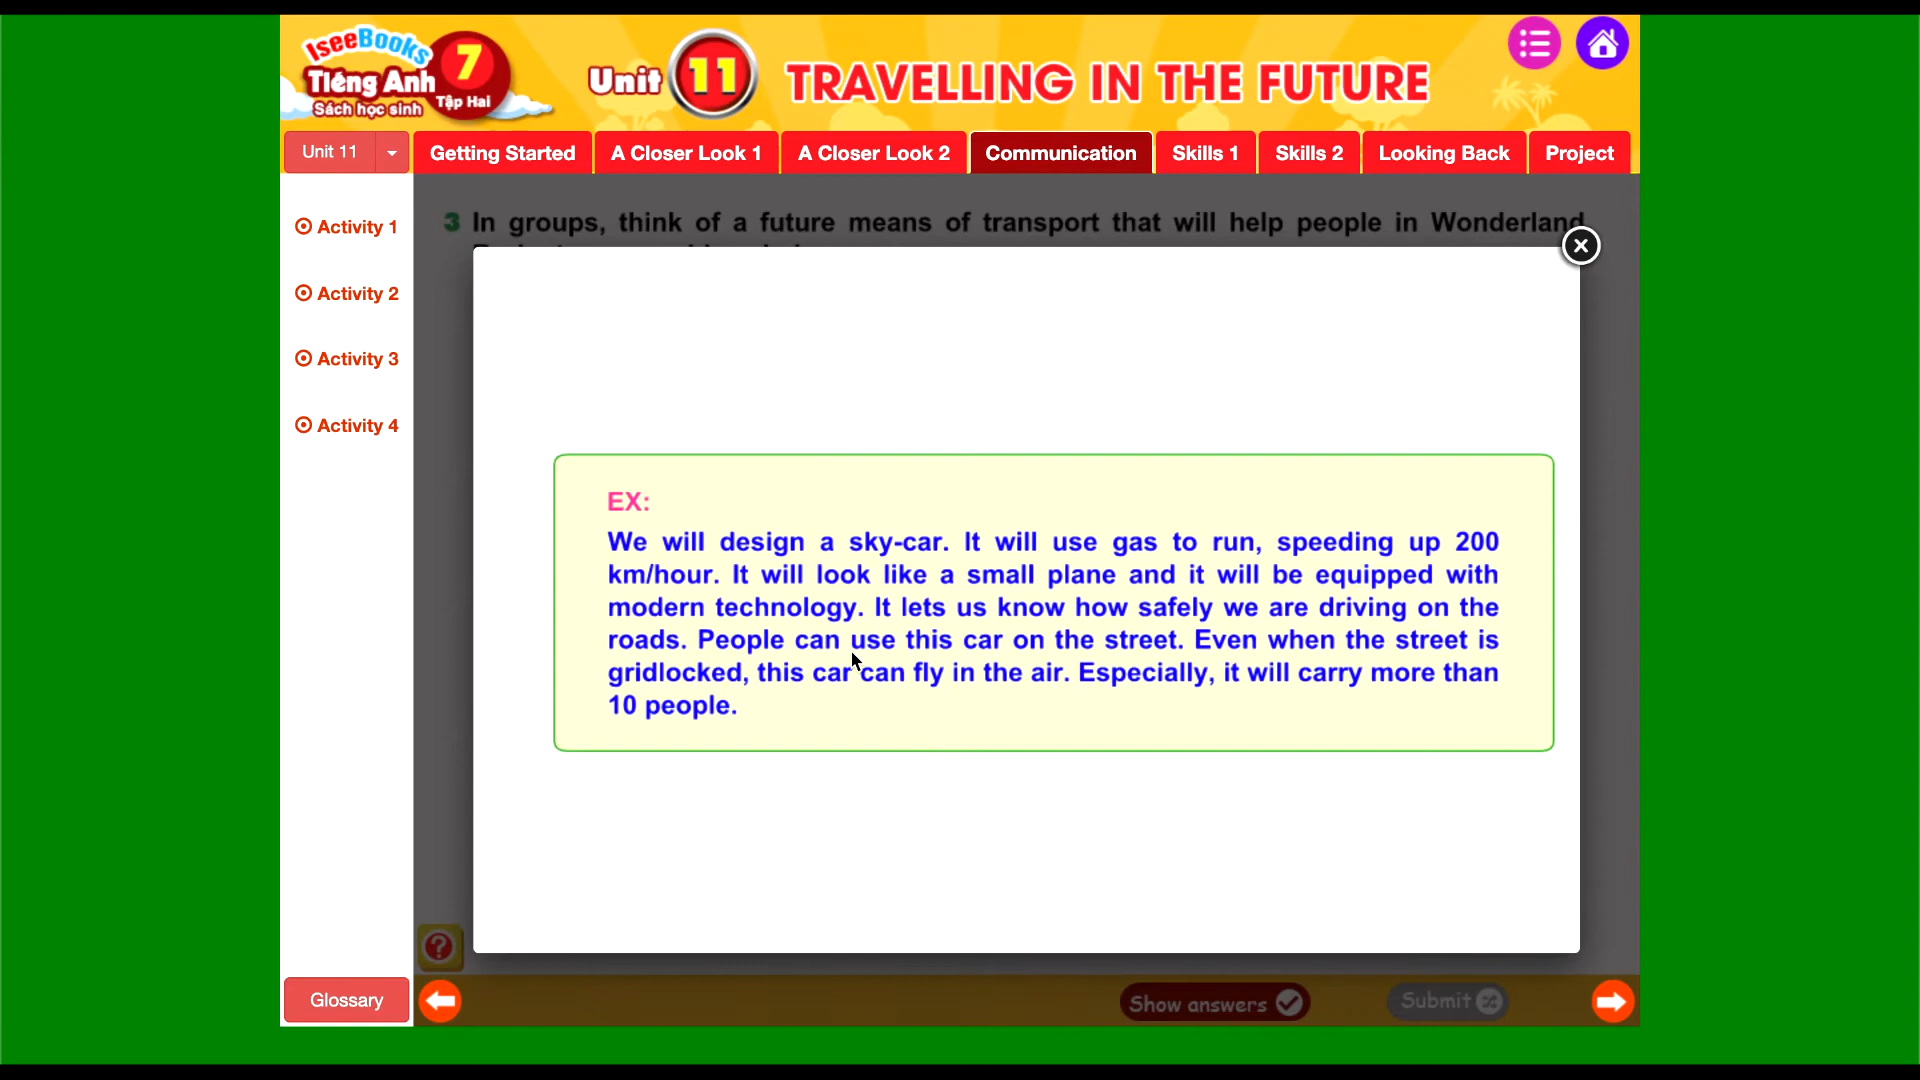 IseeBooks
7
Tiếng Anh
Sách học sinh Tập Hai
Unit 11 TRAVELLING IN THE FUTURE
Unit 11
Getting Started
A Closer Look 1
A Closer Look 2
Communication
Skills 1
Skills 2
Looking Back
Project
Activity 1
Activity 2
Activity 3
Activity 4
3 In groups, think of a future means of transport that will help people in Wonderland.
EX:
We will design a sky-car. It will use gas to run, speeding up 200
km/hour. It will look like a small plane and it will be equipped with
modern technology. It lets us know how safely we are driving on the
roads. People can use this car on the street. Even when the street is
gridlocked, this car can fly in the air. Especially, it will carry more than
10 people.
?
Glossary
Show answers
Submit